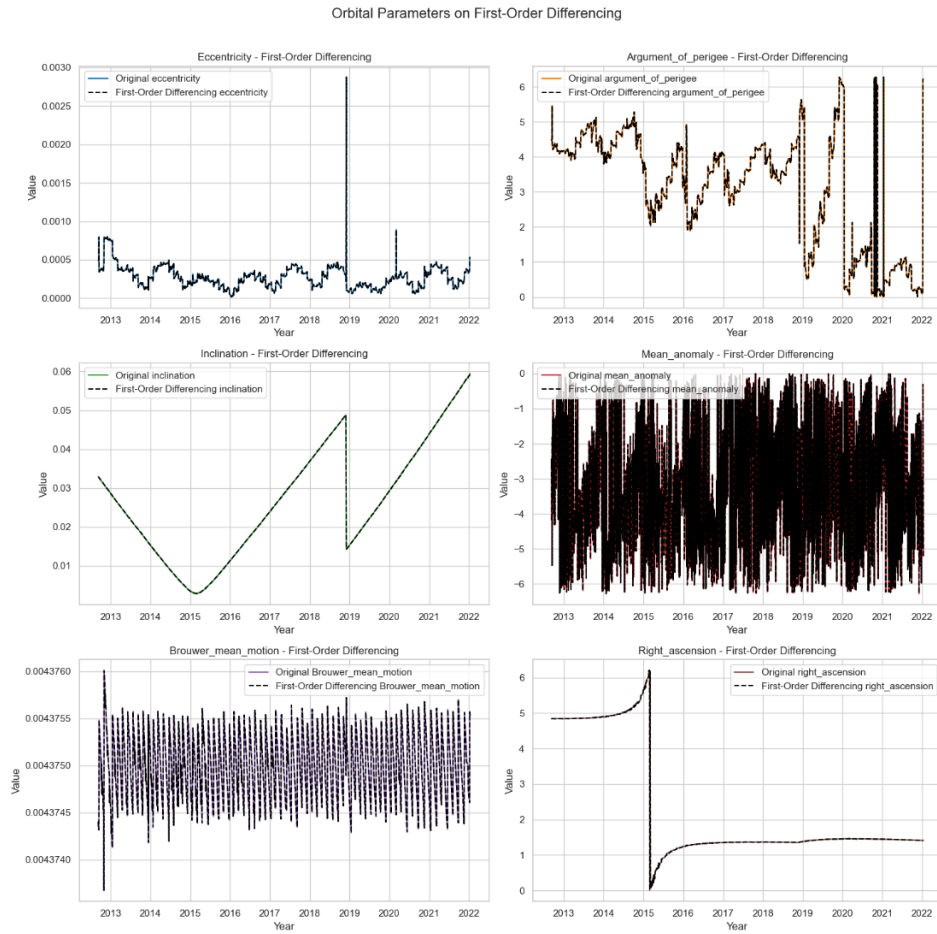 Orbital Parameters on First-Order Differencing
Eccentricity - First-Order Differencing
Original eccentricity
First-Order Differencing eccentricity
0.0030
0.0025
0.0020
0.0015
0.0010
0.0005
0.0000
Value
2013 2014 2015 2016 2017 2018 2019 2020 2021 2022
Year
Argument_of_perigee - First-Order Differencing
Original argument_of_perigee
First-Order Differencing argument_of_perigee
6
5
4
3
2
1
0
Value
2013 2014 2015 2016 2017 2018 2019 2020 2021 2022
Year
Inclination - First-Order Differencing
Original inclination
First-Order Differencing inclination
0.06
0.05
0.04
0.03
0.02
0.01
Value
2013 2014 2015 2016 2017 2018 2019 2020 2021 2022
Year
Mean_anomaly - First-Order Differencing
Original mean_anomaly
First-Order Differencing mean_anomaly
0
−1
−2
−3
−4
−5
−6
Value
2013 2014 2015 2016 2017 2018 2019 2020 2021 2022
Year
Brouwer_mean_motion - First-Order Differencing
Original Brouwer_mean_motion
First-Order Differencing Brouwer_mean_motion
0.0043760
0.0043755
0.0043750
0.0043745
0.0043740
Value
2013 2014 2015 2016 2017 2018 2019 2020 2021 2022
Year
Right_ascension - First-Order Differencing
Original right_ascension
First-Order Differencing right_ascension
6
5
4
3
2
1
0
Value
2013 2014 2015 2016 2017 2018 2019 2020 2021 2022
Year